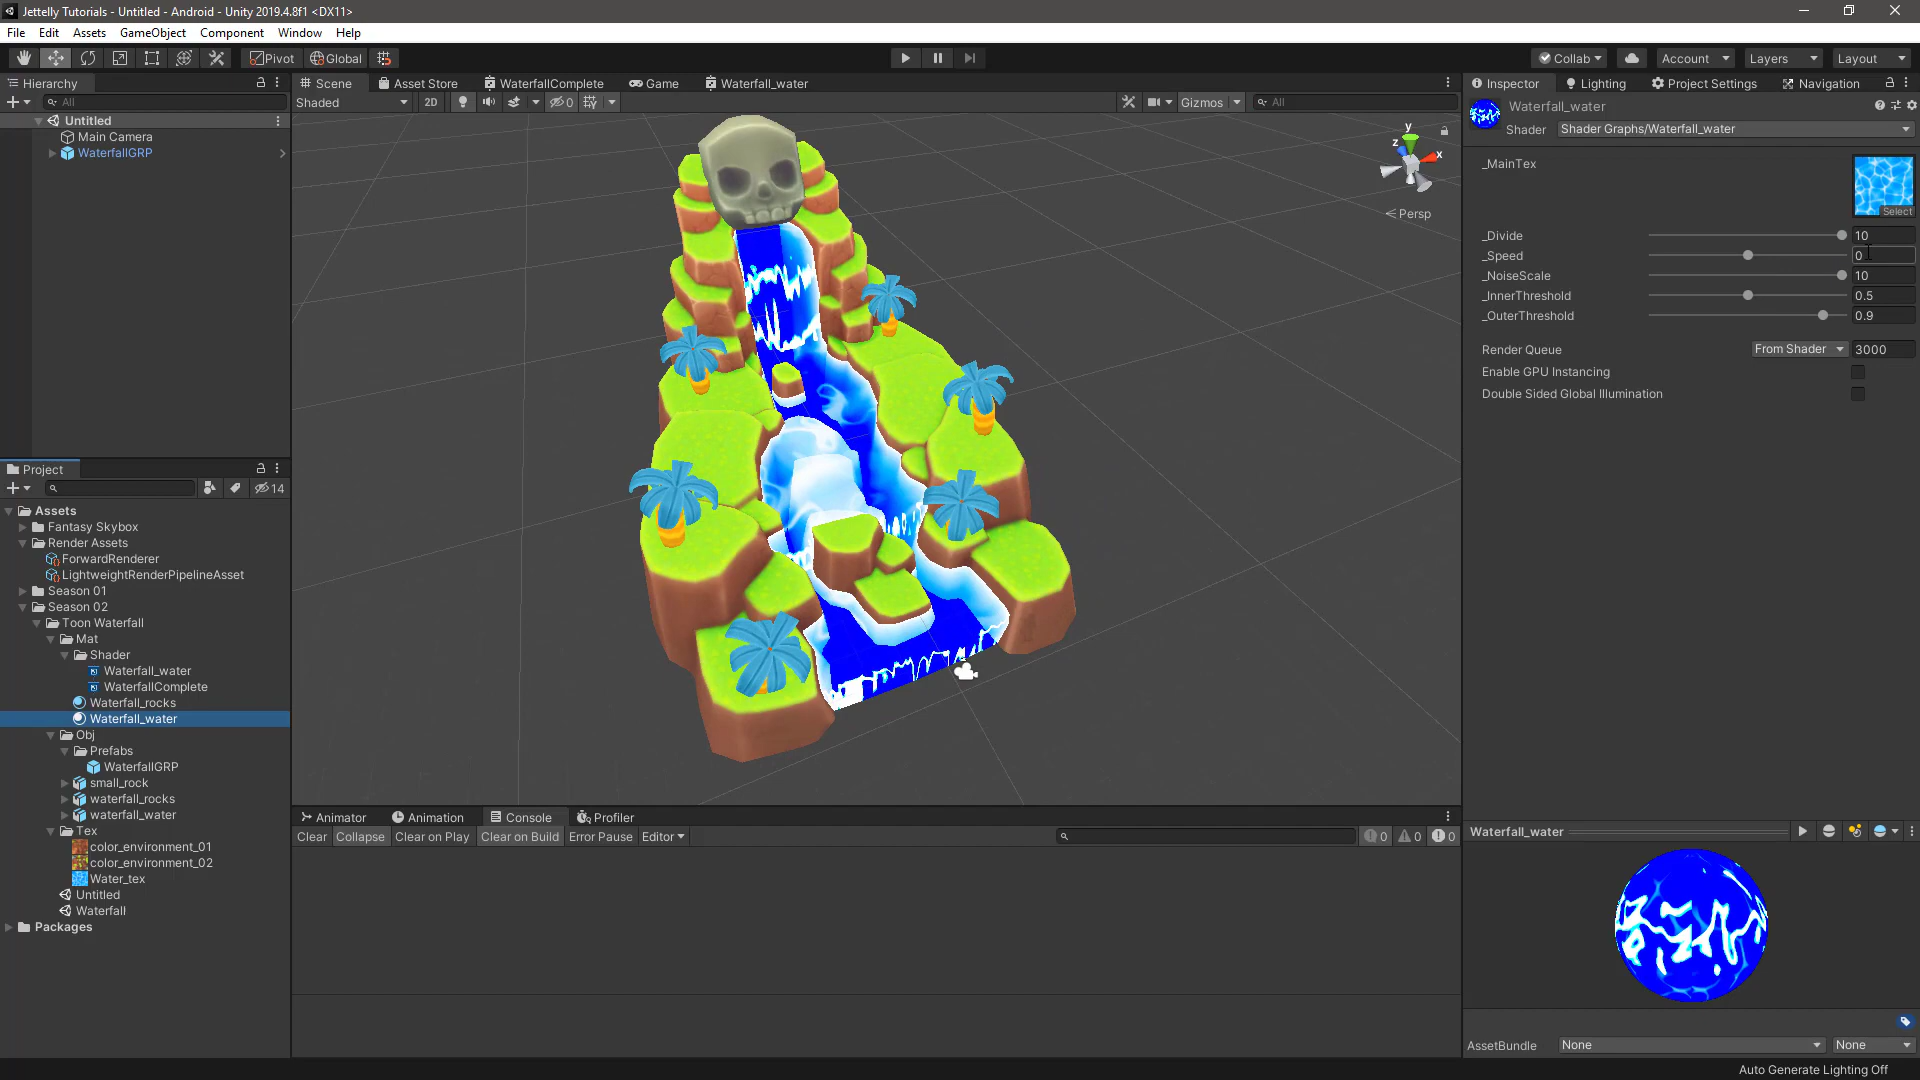 Jettelly Tutorials - Untitled - Android - Unity 2019.4.8f1 <DX11>
File Edit Assets GameObject Component Window Help
Pivot Global Collab Account Layers Layout
Hierarchy
All
Untitled
Main Camera
WaterfallGRP
Scene Asset Store WaterfallComplete Game Waterfall_water
Shaded 2D 0 Gizmos All
y
z
x
Persp
Project
14
Assets
Fantasy Skybox
Render Assets
ForwardRenderer
LightweightRenderPipelineAsset
Season 01
Season 02
Toon Waterfall
Mat
Shader
Waterfall_water
WaterfallComplete
Waterfall_rocks
Waterfall_water
Obj
Prefabs
WaterfallGRP
small_rock
waterfall_rocks
waterfall_water
Tex
color_environment_01
color_environment_02
Water_tex
Untitled
Waterfall
Packages
Animator Animation Console Profiler
Clear Collapse Clear on Play Clear on Build Error Pause Editor 0 0 0
Inspector Lighting Project Settings Navigation
Waterfall_water
Shader Shader Graphs/Waterfall_water
_MainTex
Select
_Divide 10
_Speed 0
_NoiseScale 10
_InnerThreshold 0.5
_OuterThreshold 0.9
Render Queue From Shader 3000
Enable GPU Instancing
Double Sided Global Illumination
Waterfall_water
AssetBundle None None
Auto Generate Lighting Off